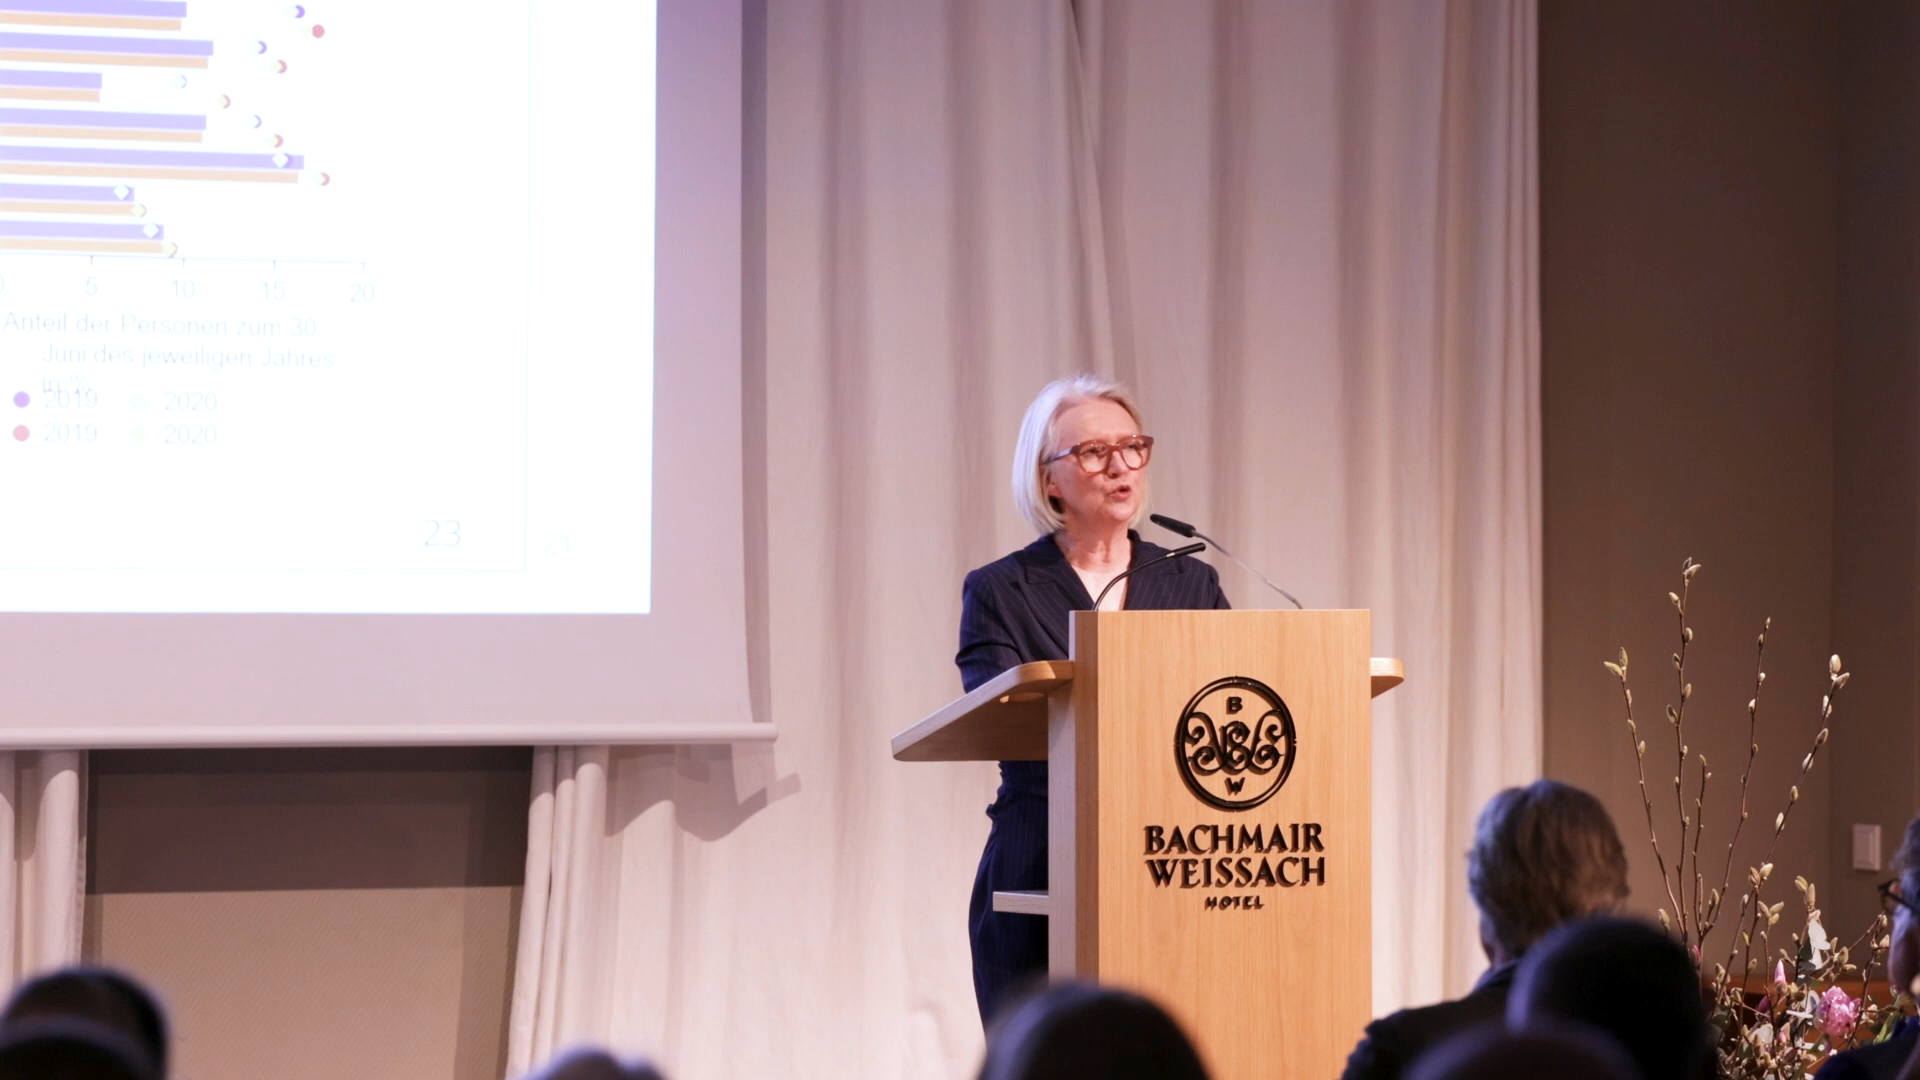 5 10 15 20
Anteil der Personen zum 30
Juni des jeweiligen Jahres
in %
2019 2020
2019 2020
23
21
B
W
BACHMAIR
WEISSACH
HOTEL